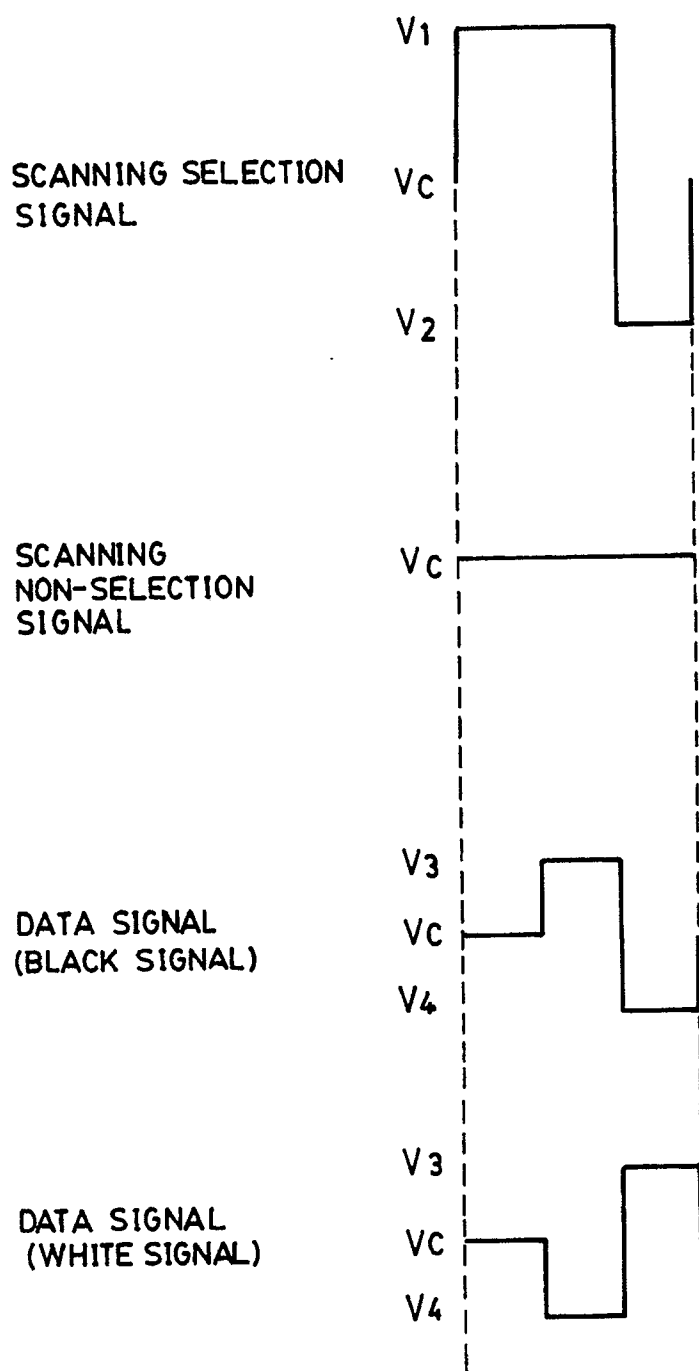 V1
SCANNING SELECTION
SIGNAL
VC
V2
SCANNING
NON-SELECTION
SIGNAL
VC
V3
DATA SIGNAL
(BLACK SIGNAL)
VC
V4
V3
DATA SIGNAL
(WHITE SIGNAL)
VC
V4